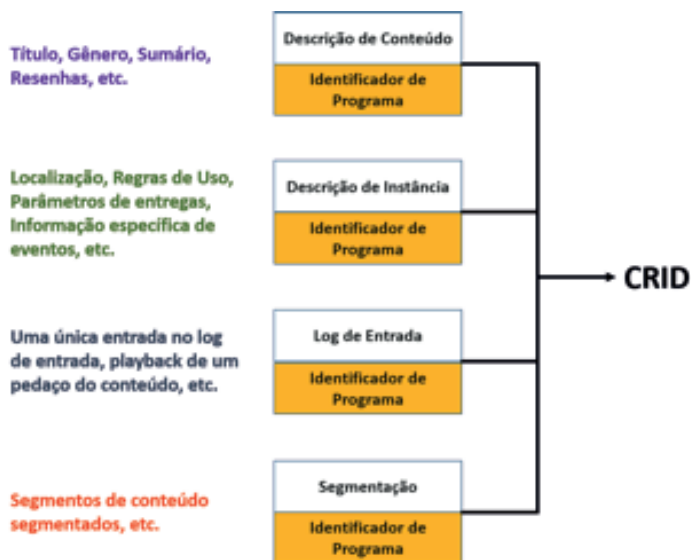 Título, Gênero, Sumário,
Resenhas, etc.
Descrição de Conteúdo
Identificador de
Programa
Localização, Regras de Uso,
Parâmetros de entregas,
Informação específica de
eventos, etc.
Descrição de Instância
Identificador de
Programa
CRID
Uma única entrada no log
de entrada, playback de um
pedaço do conteúdo, etc.
Log de Entrada
Identificador de
Programa
Segmentos de conteúdo
segmentados, etc.
Segmentação
Identificador de
Programa